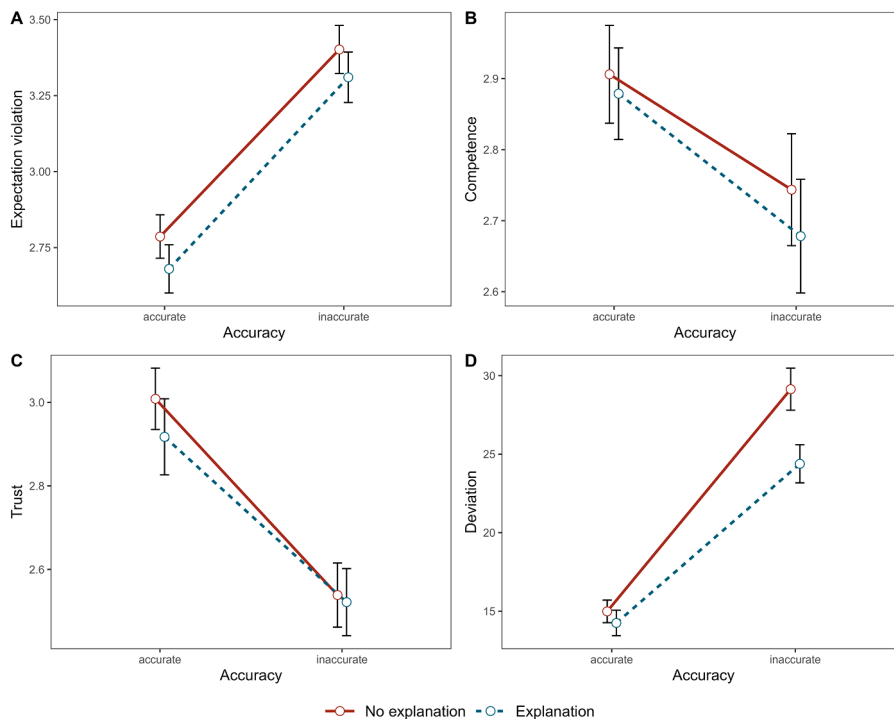 A
Expectation violation
3.50
3.25
3.00
2.75
accurate
inaccurate
Accuracy
B
Competence
2.9
2.8
2.7
2.6
accurate
inaccurate
Accuracy
C
Trust
3.0
2.8
2.6
accurate
inaccurate
Accuracy
D
Deviation
30
25
20
15
accurate
inaccurate
Accuracy
No explanation
Explanation